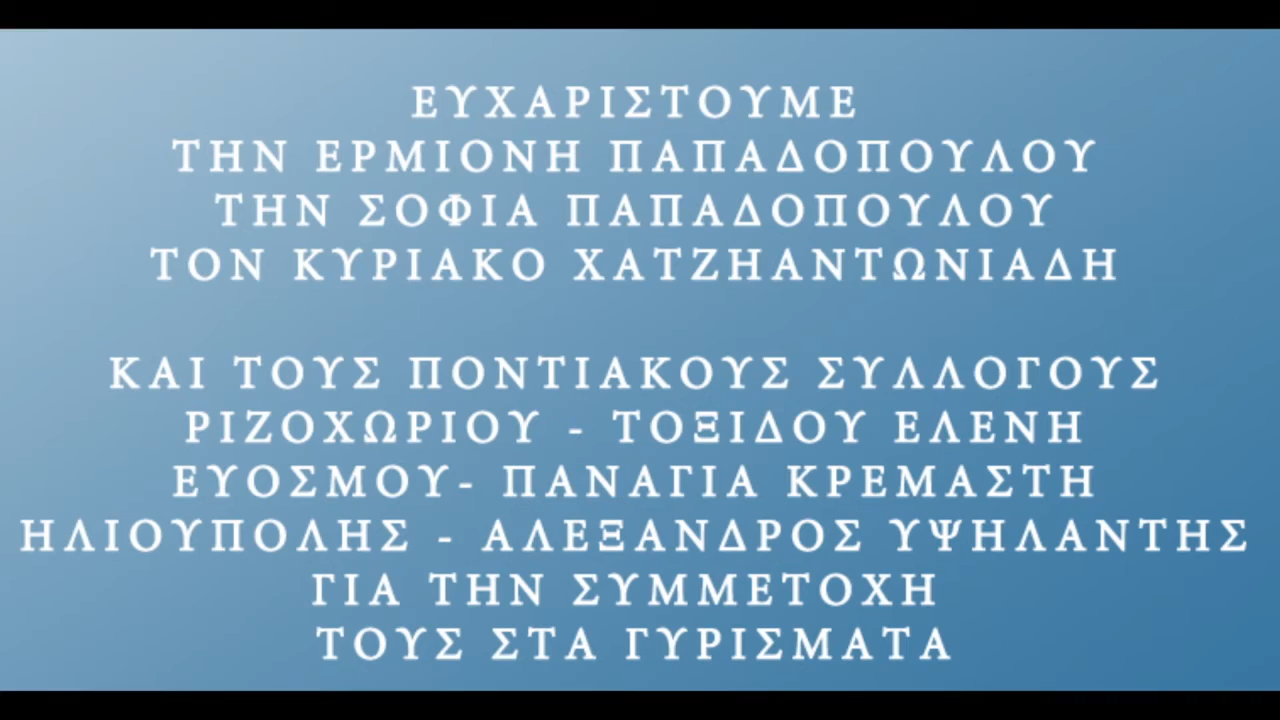 ΕΥΧΑΡΙΣΤΟΥΜΕ
ΤΗΝ ΕΡΜΙΟΝΗ ΠΑΠΑΔΟΠΟΥΛΟΥ
ΤΗΝ ΣΟΦΙΑ ΠΑΠΑΔΟΠΟΥΛΟΥ
ΤΟΝ ΚΥΡΙΑΚΟ ΧΑΤΖΗΑΝΤΩΝΙΑΔΗ
ΚΑΙ ΤΟΥΣ ΠΟΝΤΙΑΚΟΥΣ ΣΥΛΛΟΓΟΥΣ
ΡΙΖΟΧΩΡΙΟΥ - ΤΟΞΙΔΟΥ ΕΛΕΝΗ
ΕΥΟΣΜΟΥ- ΠΑΝΑΓΙΑ ΚΡΕΜΑΣΤΗ
ΗΛΙΟΥΠΟΛΗΣ - ΑΛΕΞΑΝΔΡΟΣ ΥΨΗΛΑΝΤΗΣ
ΓΙΑ ΤΗΝ ΣΥΜΜΕΤΟΧΗ
ΤΟΥΣ ΣΤΑ ΓΥΡΙΣΜΑΤΑ